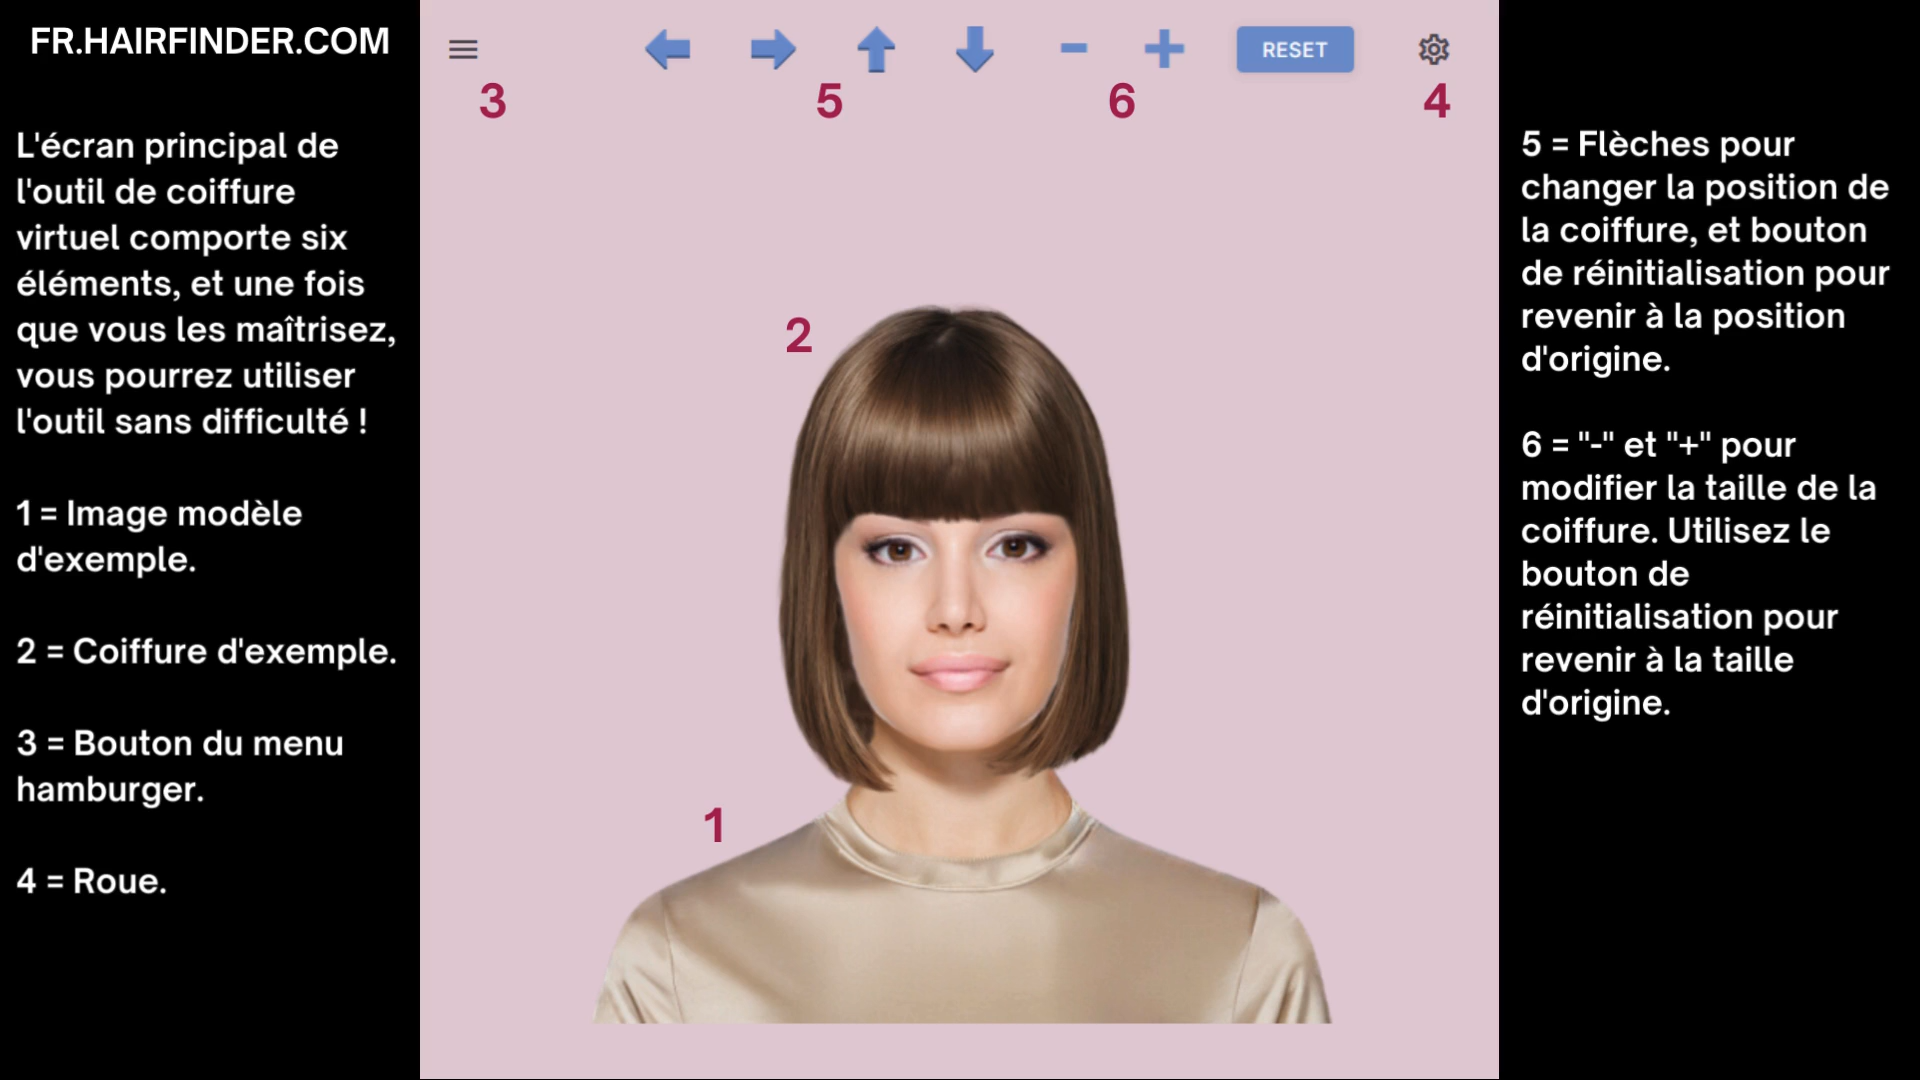 FR.HAIRFINDER.COM
L'écran principal de
l'outil de coiffure
virtuel comporte six
éléments, et une fois
que vous les maîtrisez,
vous pourrez utiliser
l'outil sans difficulté !
1 = Image modèle
d'exemple.
2 = Coiffure d'exemple.
3 = Bouton du menu
hamburger.
4 = Roue.
RESET
3
5
6
4
2
1
5 = Flèches pour
changer la position de
la coiffure, et bouton
de réinitialisation pour
revenir à la position
d'origine.
6 = "-" et "+" pour
modifier la taille de la
coiffure. Utilisez le
bouton de
réinitialisation pour
revenir à la taille
d'origine.